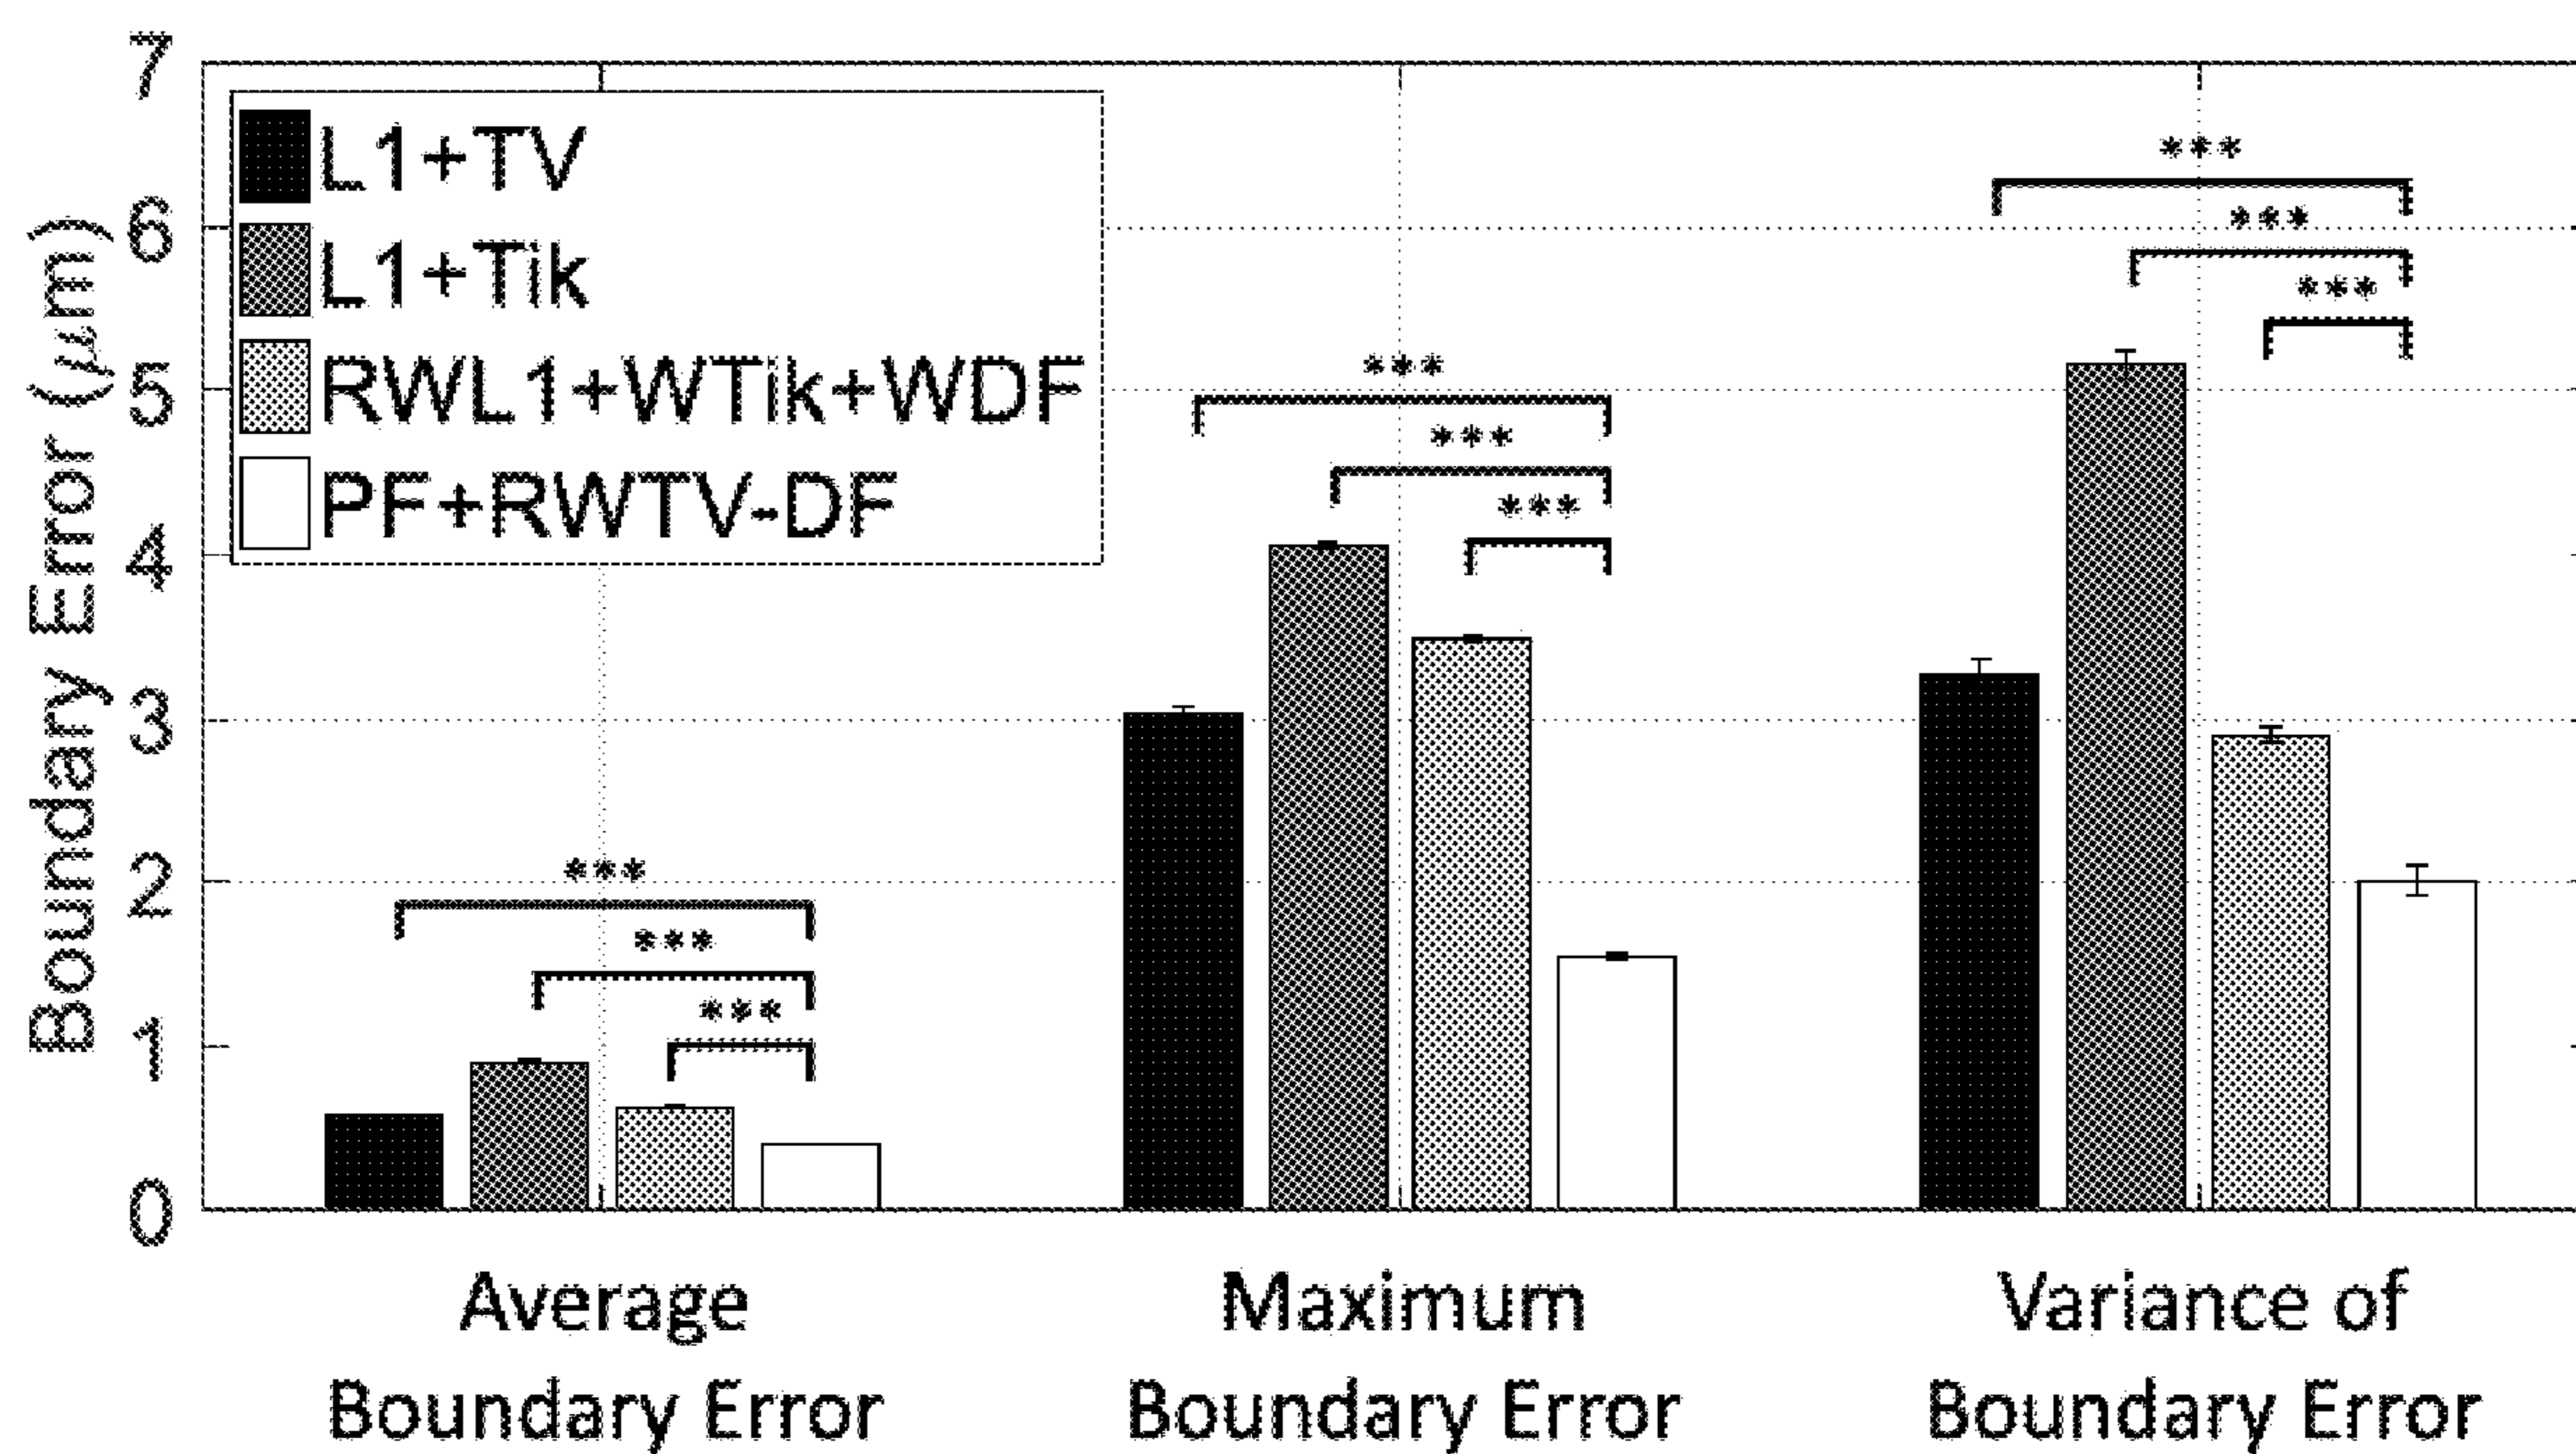 7
6
5
4
3
2
1
0
Boundary Error (μm)
L1+TV
L1+Tik
RWL1+WTik+WDF
PF+RWTV-DF
***
***
***
***
***
***
***
***
***
Average
Boundary Error
Maximum
Boundary Error
Variance of
Boundary Error